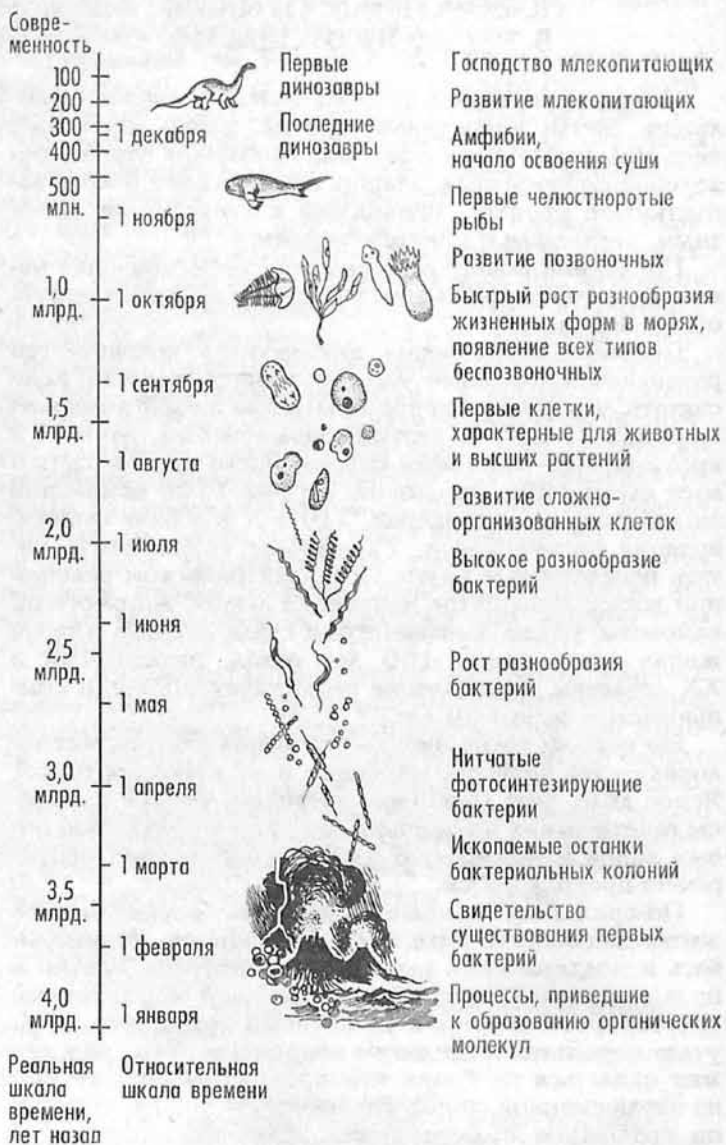 Совре-
менность
100
200
300
400
500
млн.
1,0
млрд.
1,5
млрд.
2,0
млрд.
2,5
млрд.
3,0
млрд.
3,5
млрд.
4,0
млрд.
Реальная
шкала
времени,
лет назад
1 декабря
1 ноября
1 октября
1 сентября
1 августа
1 июля
1 июня
1 мая
1 апреля
1 марта
1 февраля
1 января
Относительная
шкала времени
Первые
динозавры
Последние
динозавры
Господство млекопитающих
Развитие млекопитающих
Амфибии,
начало освоения суши
Первые челюстноротые
рыбы
Развитие позвоночных
Быстрый рост разнообразия
жизненных форм в морях,
появление всех типов
беспозвоночных
Первые клетки,
характерные для животных
и высших растений
Развитие сложно-
организованных клеток
Высокое разнообразие
бактерий
Рост разнообразия
бактерий
Нитчатые
фотосинтезирующие
бактерии
Ископаемые останки
бактериальных колоний
Свидетельства
существования первых
бактерий
Процессы, приведшие
к образованию органических
молекул